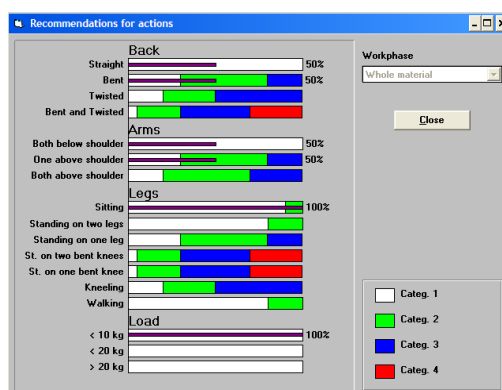 Recommendations for actions
Back
Straight 50%
Bent 50%
Twisted
Bent and Twisted
Arms
Both below shoulder 50%
One above shoulder 50%
Both above shoulder
Legs
Sitting 100%
Standing on two legs
Standing on one leg
St. on two bent knees
St. on one bent knee
Kneeling
Walking
Load
< 10 kg 100%
< 20 kg
> 20 kg
Workphase
Whole material
Close
Categ. 1
Categ. 2
Categ. 3
Categ. 4